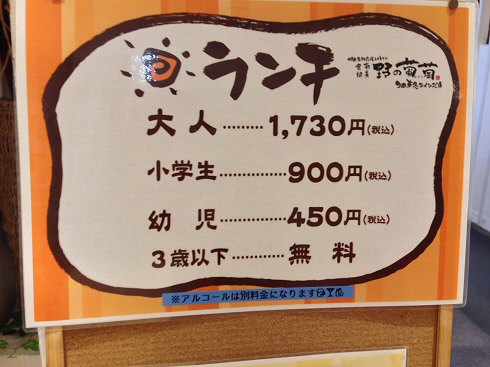 ランチ
野の葡萄
大人………1,730円(税込)
小学生…………900円(税込)
幼児…………450円(税込)
3歳以下…………無料
※アルコールは別料金になります